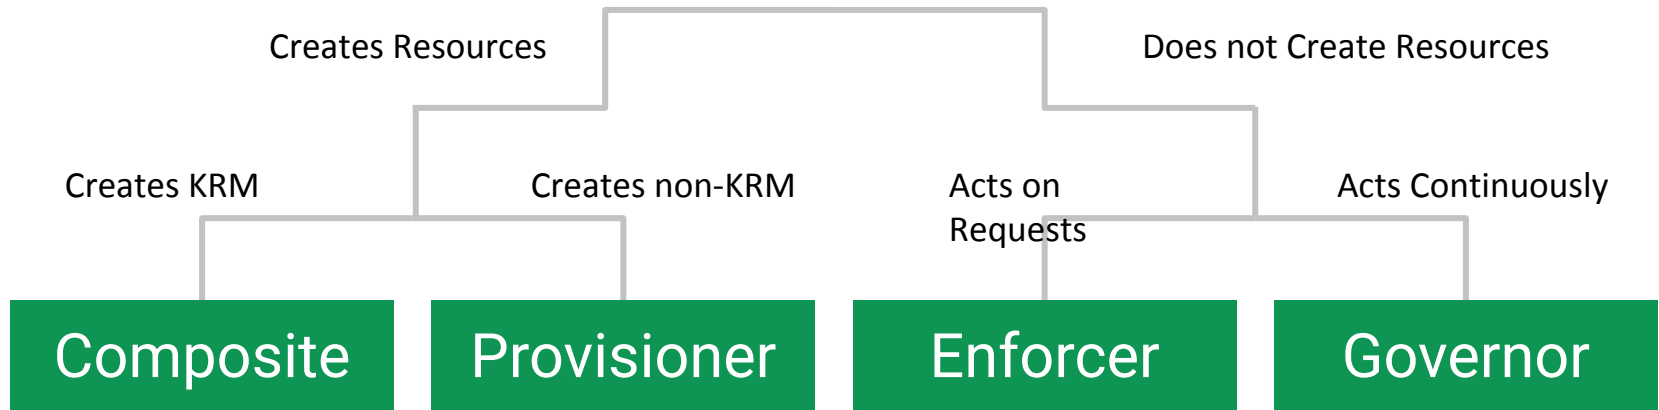 Creates Resources
Does not Create Resources
Creates KRM
Creates non-KRM
Acts on
Requests
Acts Continuously
Composite
Provisioner
Enforcer
Governor